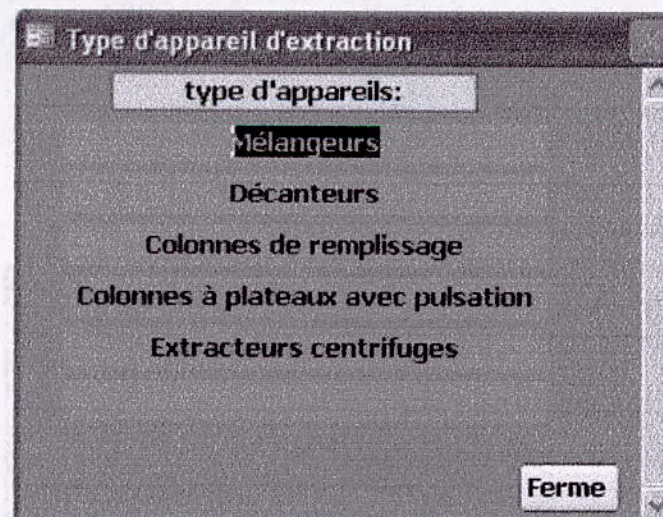 Type d'appareil d'extraction
type d'appareils:
Mélangeurs
Décanteurs
Colonnes de remplissage
Colonnes à plateaux avec pulsation
Extracteurs centrifuges
Ferme